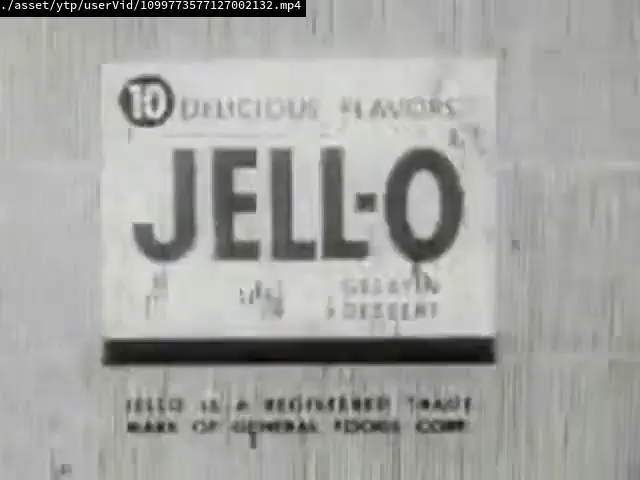 ./asset/ytp/userVid/1099773577127002132.mp4
10 DELICIOUS FLAVORS
JELL-O
GELATIN
DESSERT
JELLO IS A REGISTERED TRADE
MARK OF GENERAL FOODS CORP.